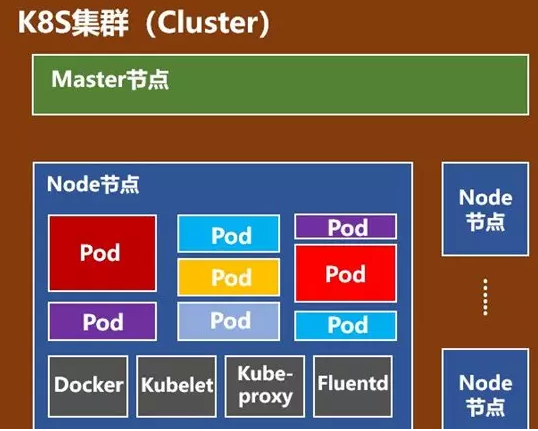 K8S集群（Cluster）
Master节点
Node节点
Pod
Pod
Pod
Pod
Pod
Pod
Pod
Pod
Docker
Kubelet
Kube-
proxy
Fluentd
Node
节点
Node
节点